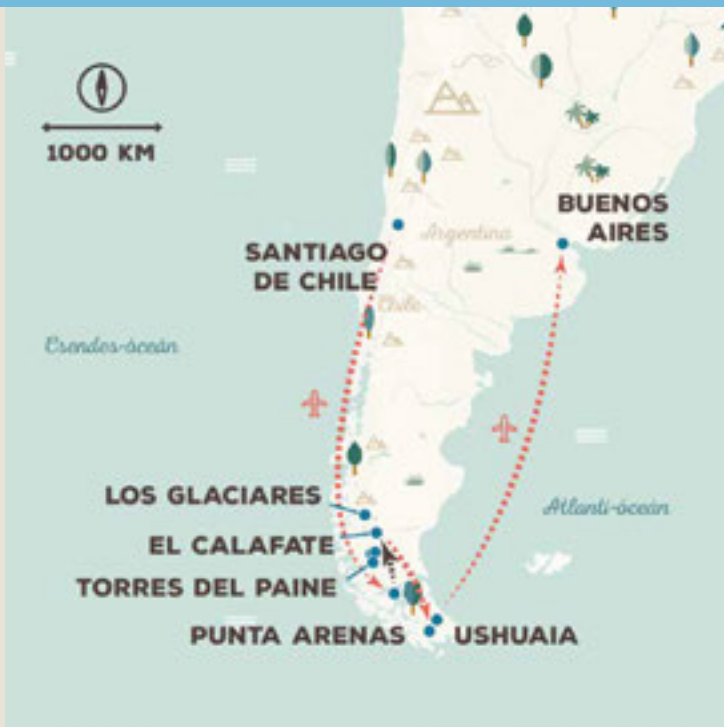 1000 KM
BUENOS
AIRES
Argentina
SANTIAGO
DE CHILE
Chile
Csendes-óceán
LOS GLACIARES
Atlanti-óceán
EL CALAFATE
TORRES DEL PAINE
PUNTA ARENAS
USHUAIA